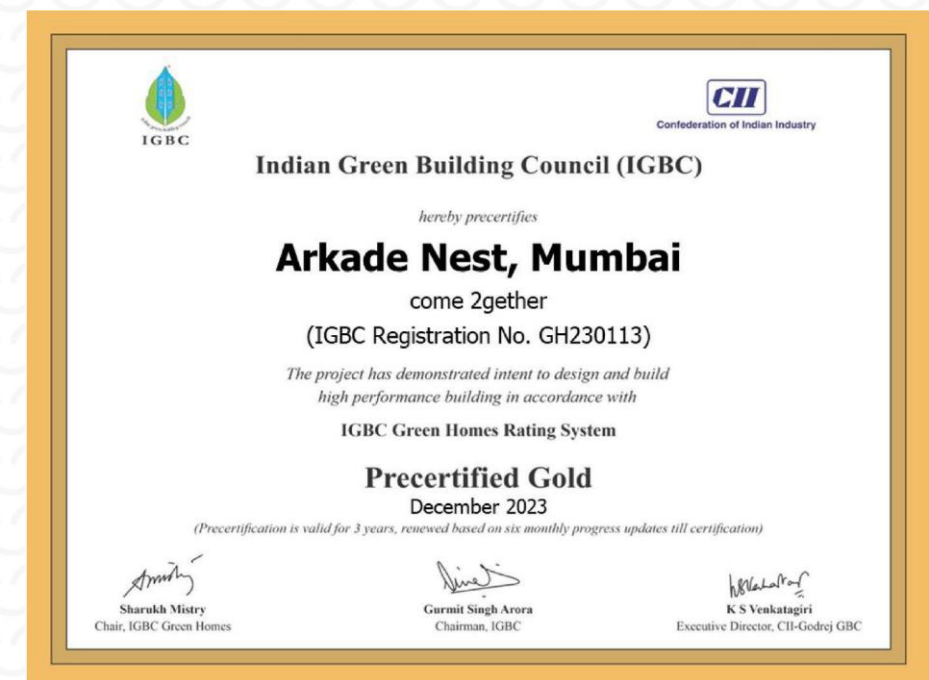 IGBC
CII
Confederation of Indian Industry
Indian Green Building Council (IGBC)
hereby precertifies
Arkade Nest, Mumbai
come 2gether
(IGBC Registration No. GH230113)
The project has demonstrated intent to design and build
high performance building in accordance with
IGBC Green Homes Rating System
Precertified Gold
December 2023
(Precertification is valid for 3 years, renewed based on six monthly progress updates till certification)
Sharukh Mistry
Chair, IGBC Green Homes
Gurmit Singh Arora
Chairman, IGBC
K S Venkatagiri
Executive Director, CII-Godrej GBC